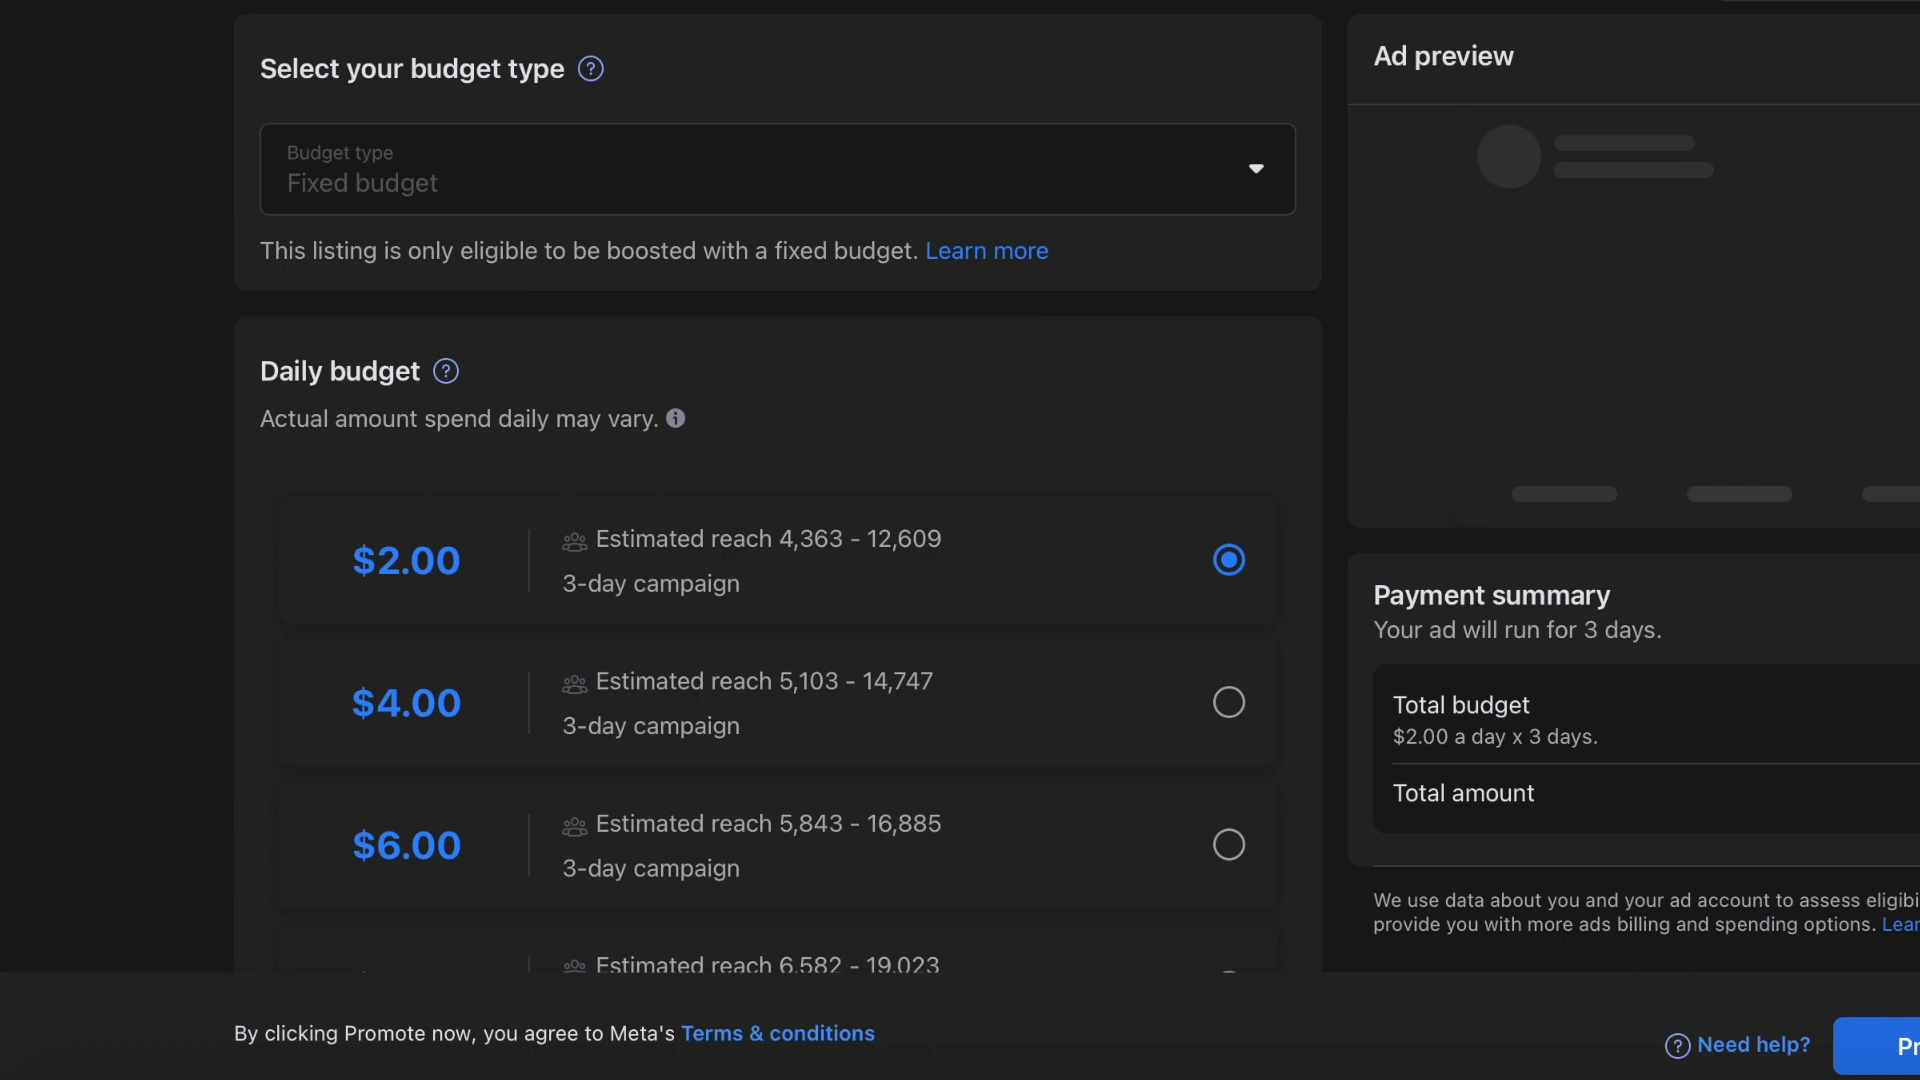 Select your budget type
Budget type
Fixed budget
This listing is only eligible to be boosted with a fixed budget. Learn more
Daily budget
Actual amount spend daily may vary.
$2.00
Estimated reach 4,363 - 12,609
3-day campaign
$4.00
Estimated reach 5,103 - 14,747
3-day campaign
$6.00
Estimated reach 5,843 - 16,885
3-day campaign
Estimated reach 6,582 - 19,023
Ad preview
Payment summary
Your ad will run for 3 days.
Total budget
$2.00 a day x 3 days.
Total amount
We use data about you and your ad account to assess eligibi
provide you with more ads billing and spending options. Lear
By clicking Promote now, you agree to Meta's Terms & conditions
Need help?
Pr